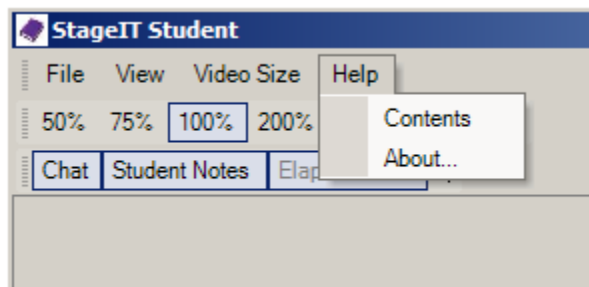 StageIT Student
File View Video Size Help
50% 75% 100% 200%
Contents
About...
Chat Student Notes